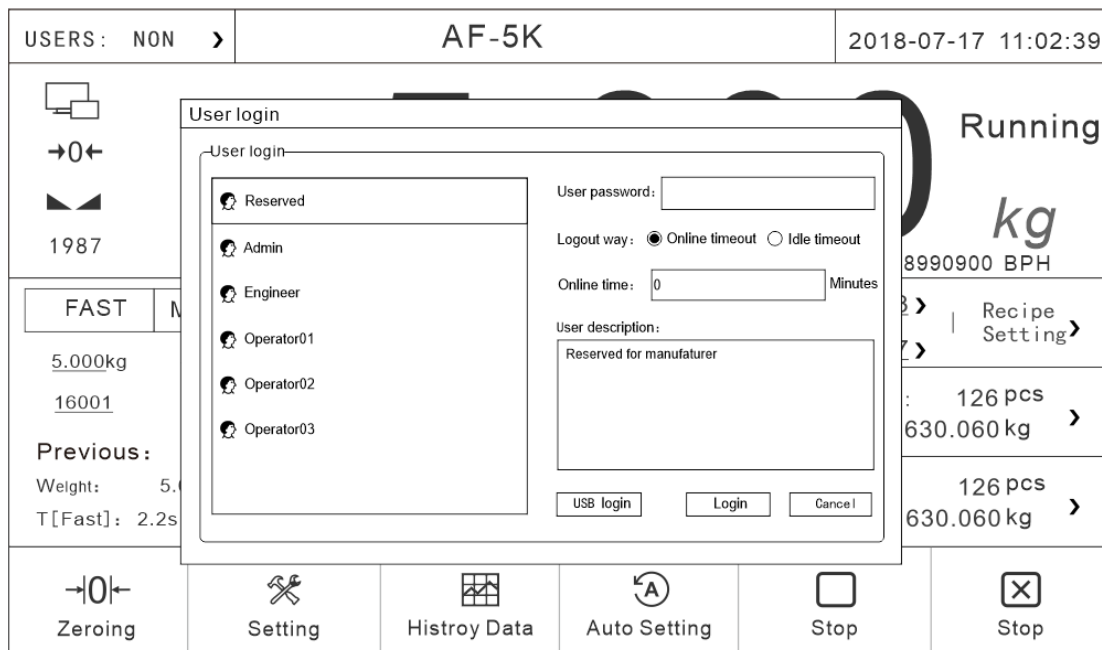 USERS: NON
AF-5K
2018-07-17 11:02:39
Running
kg
8990900 BPH
→0←
1987
User login
User login
Reserved
Admin
Engineer
Operator01
Operator02
Operator03
User password:
Logout way: Online timeout Idle timeout
Online time: 0 Minutes
User description:
Reserved for manufaturer
USB login Login Cancel
FAST
5.000kg
16001
Previous:
Weight:
T[Fast]: 2.2s
Recipe
Setting
126 pcs
630.060 kg
126 pcs
630.060 kg
→|0|←
A
Zeroing
Setting
Histroy Data
Auto Setting
Stop
Stop